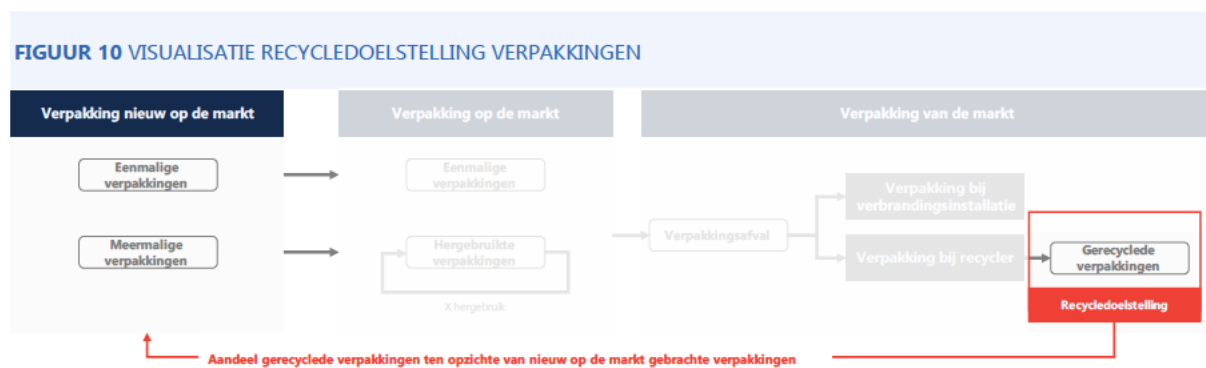 FIGUUR 10 VISUALISATIE RECYCLEDOELSTELLING VERPAKKINGEN
Verpakking nieuw op de markt
Verpakking op de markt
Verpakking van de markt
Eenmalige
verpakkingen
Eenmalige
verpakkingen
Verpakking bij
verbrandingsinstallatie
Meermalige
verpakkingen
Hergebruikte
verpakkingen
X hergebruik
Verpakkingsafval
Verpakking bij recycler
Gerecyclede
verpakkingen
Recycledoelstelling
Aandeel gerecyclede verpakkingen ten opzichte van nieuw op de markt gebrachte verpakkingen